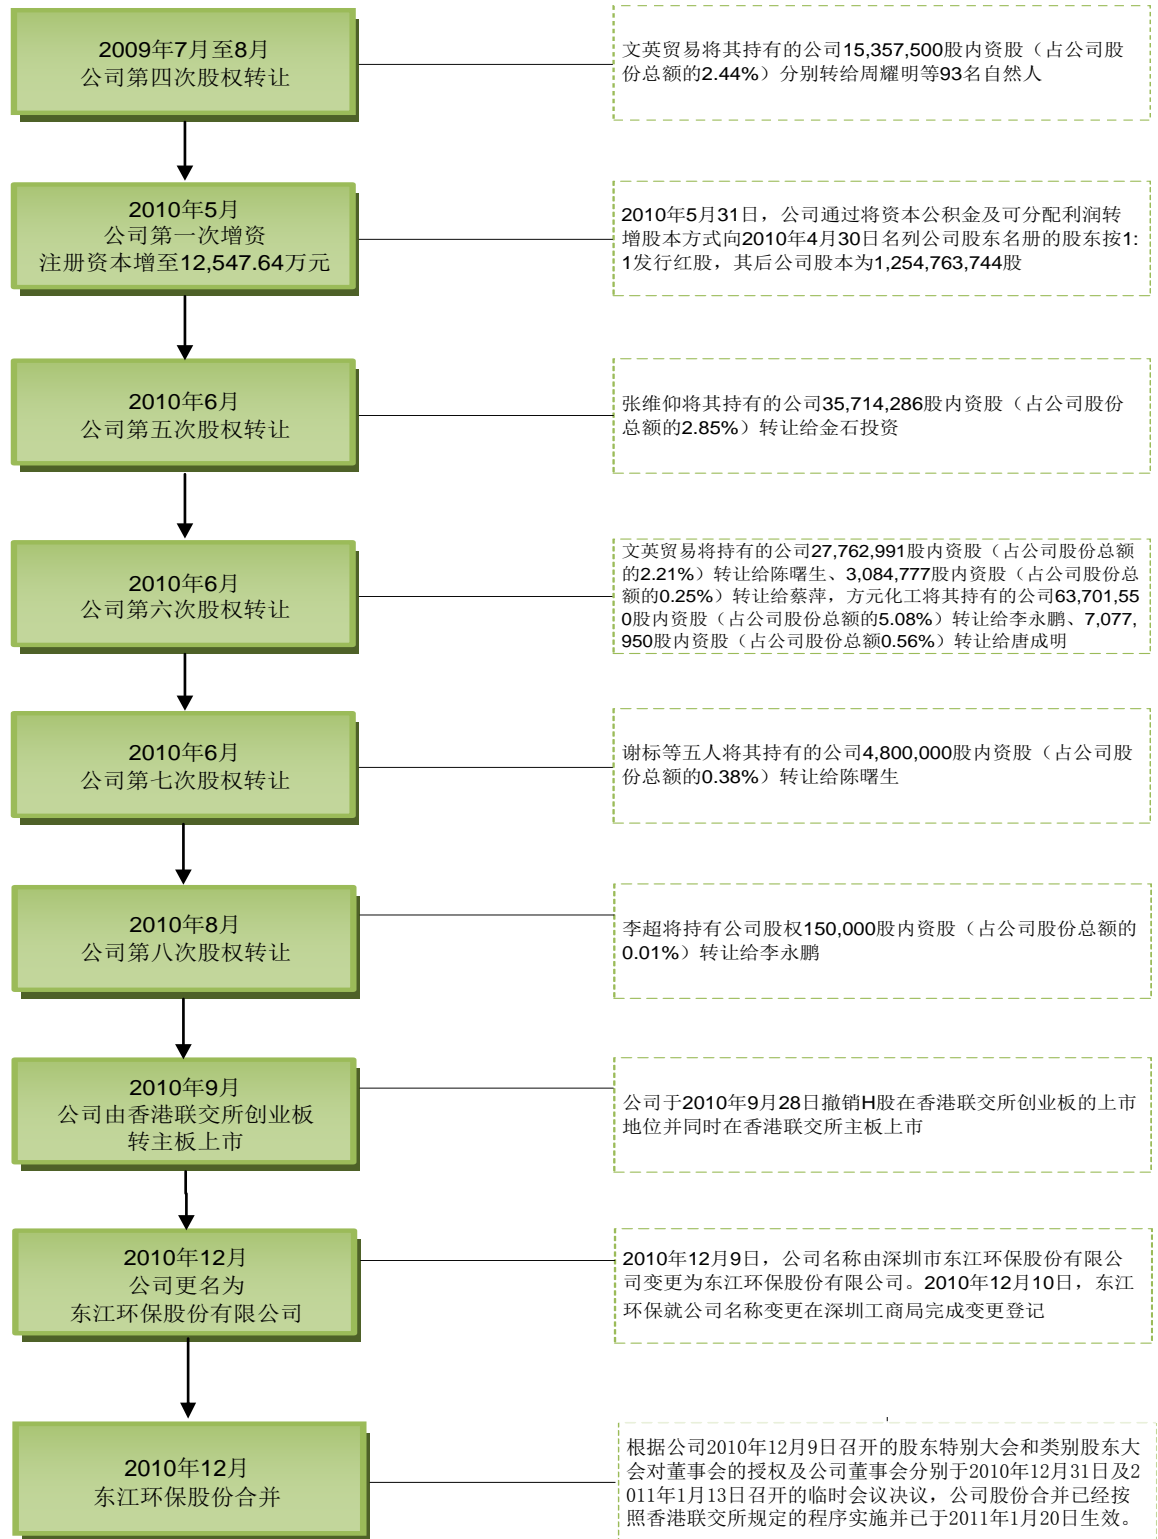 2009年7月至8月
公司第四次股权转让
文英贸易将其持有的公司15,357,500股内资股（占公司股
份总额的2.44%）分别转给周耀明等93名自然人
2010年5月
公司第一次增资
注册资本增至12,547.64万元
2010年5月31日，公司通过将资本公积金及可分配利润转
增股本方式向2010年4月30日名列公司股东名册的股东按1:
1发行红股，其后公司股本为1,254,763,744股
2010年6月
公司第五次股权转让
张维仰将其持有的公司35,714,286股内资股（占公司股份
总额的2.85%）转让给金石投资
2010年6月
公司第六次股权转让
文英贸易将持有的公司27,762,991股内资股（占公司股份总额
的2.21%）转让给陈曙生、3,084,777股内资股（占公司股份总
额的0.25%）转让给蔡萍，方元化工将其持有的公司63,701,55
0股内资股（占公司股份总额的5.08%）转让给李永鹏、7,077,
950股内资股（占公司股份总额0.56%）转让给唐成明
2010年6月
公司第七次股权转让
谢标等五人将其持有的公司4,800,000股内资股（占公司股
份总额的0.38%）转让给陈曙生
2010年8月
公司第八次股权转让
李超将持有公司股权150,000股内资股（占公司股份总额的
0.01%）转让给李永鹏
2010年9月
公司由香港联交所创业板
转主板上市
公司于2010年9月28日撤销H股在香港联交所创业板的上市
地位并同时在香港联交所主板上市
2010年12月
公司更名为
东江环保股份有限公司
2010年12月9日，公司名称由深圳市东江环保股份有限公
司变更为东江环保股份有限公司。2010年12月10日，东江
环保就公司名称变更在深圳工商局完成变更登记
2010年12月
东江环保股份合并
根据公司2010年12月9日召开的股东特别大会和类别股东大
会对董事会的授权及公司董事会分别于2010年12月31日及2
011年1月13日召开的临时会议决议，公司股份合并已经按
照香港联交所规定的程序实施并已于2011年1月20日生效。